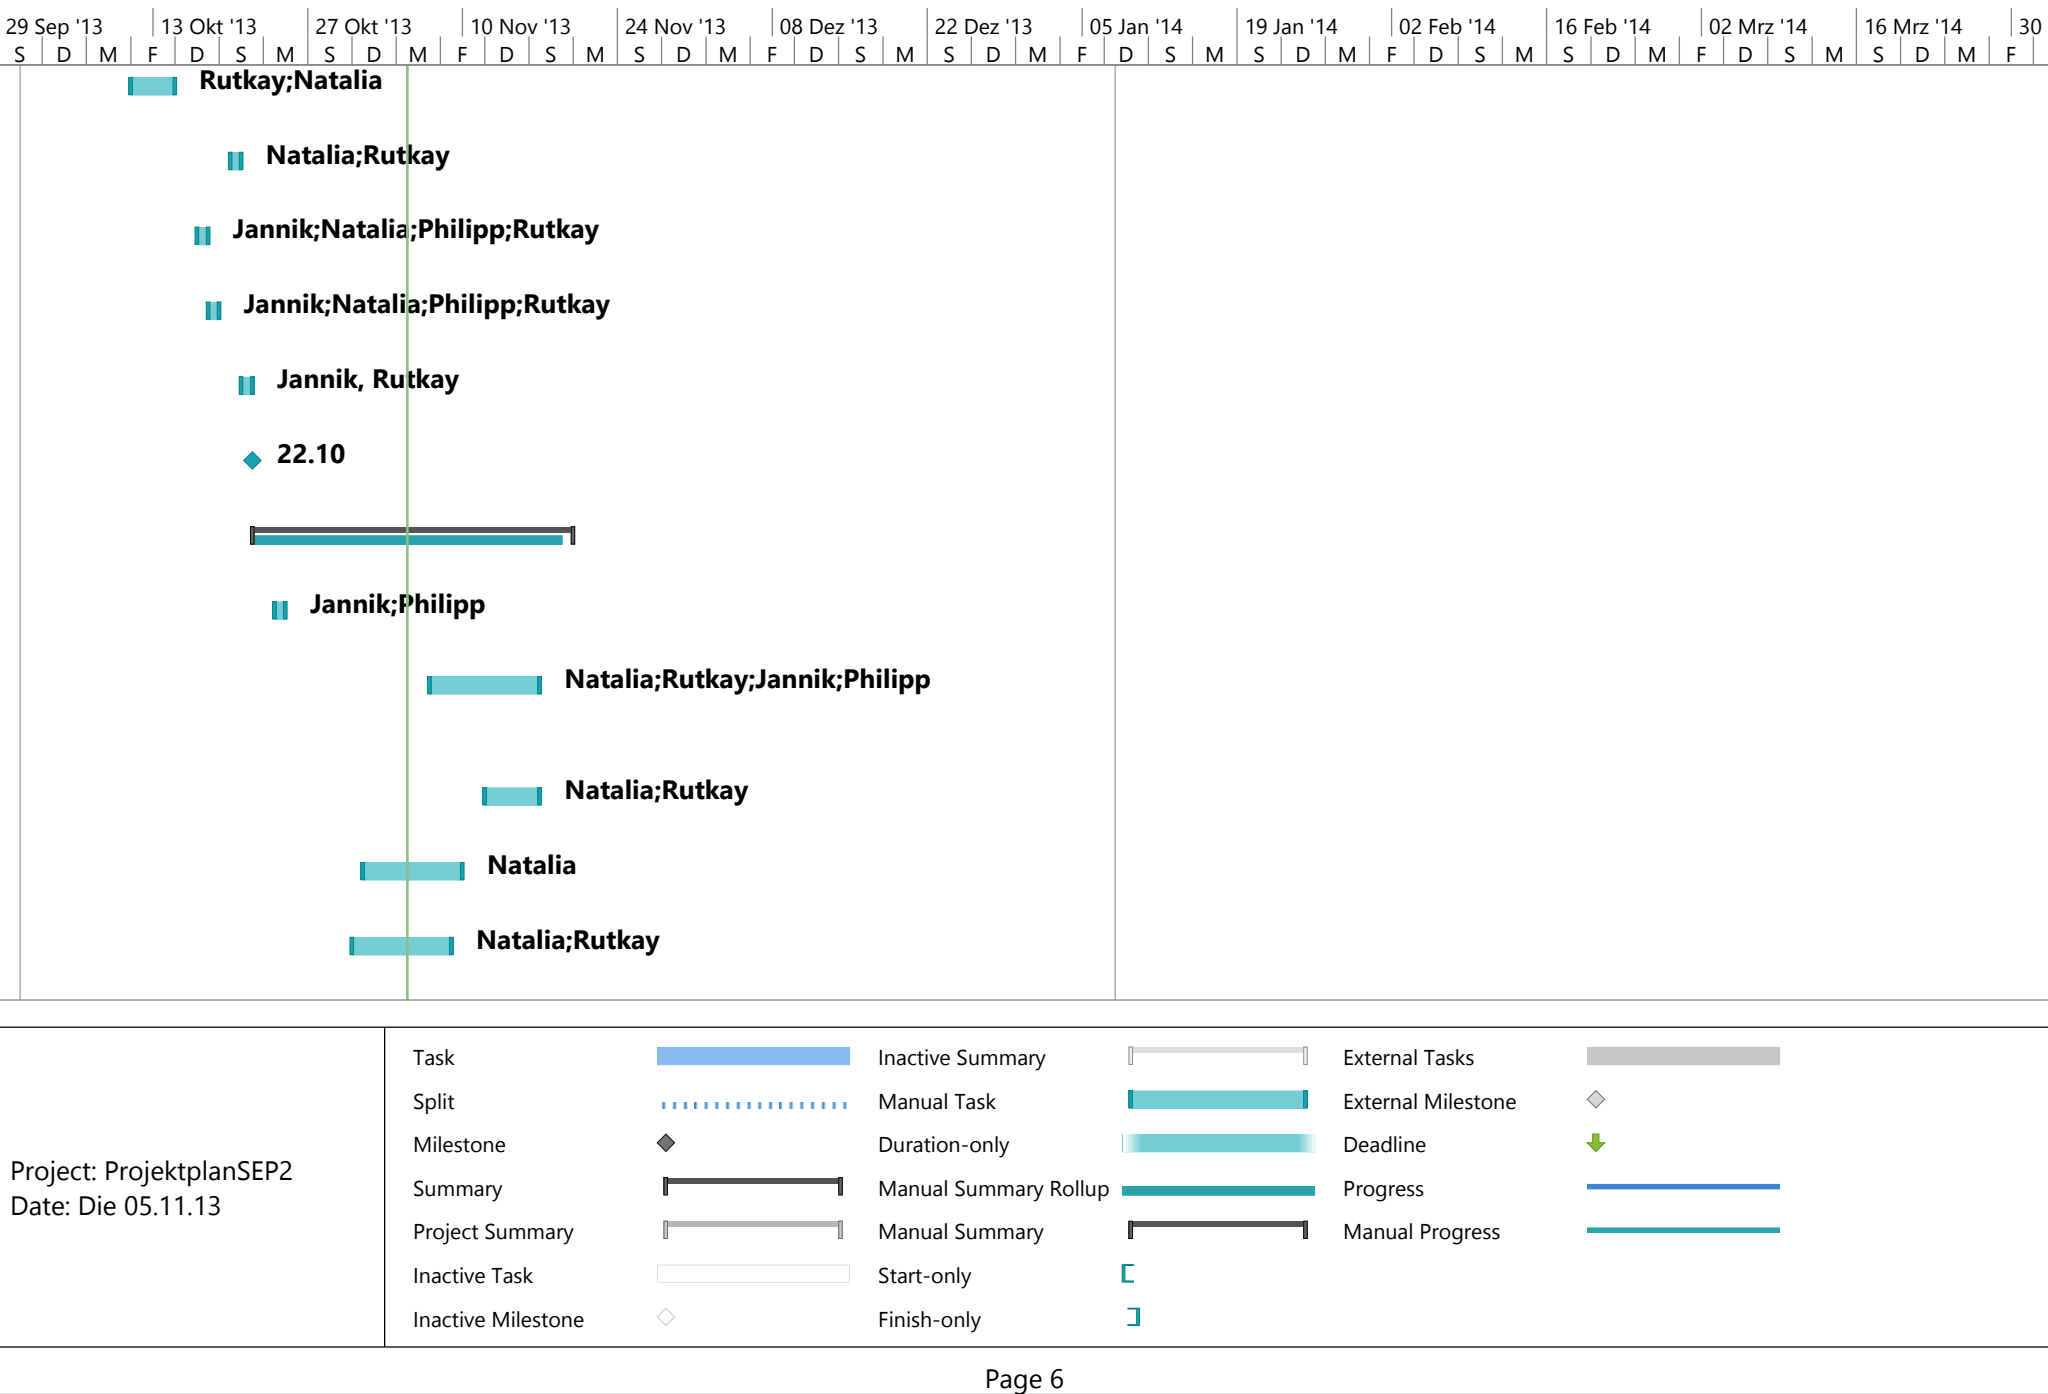 29 Sep '13 13 Okt '13 27 Okt '13 10 Nov '13 24 Nov '13 08 Dez '13 22 Dez '13 05 Jan '14 19 Jan '14 02 Feb '14 16 Feb '14 02 Mrz '14 16 Mrz '14 30
S D M F D S M S D M F D S M S D M F D S M S D M F D S M S D M F D S M S D M F D S M S D M F
Rutkay;Natalia
Natalia;Rutkay
Jannik;Natalia;Philipp;Rutkay
Jannik;Natalia;Philipp;Rutkay
Jannik, Rutkay
22.10
Jannik;Philipp
Natalia;Rutkay;Jannik;Philipp
Natalia;Rutkay
Natalia
Natalia;Rutkay
Project: ProjektplanSEP2
Date: Die 05.11.13
Task
Split
Milestone
Summary
Project Summary
Inactive Task
Inactive Milestone
Inactive Summary
Manual Task
Duration-only
Manual Summary Rollup
Manual Summary
Start-only
Finish-only
External Tasks
External Milestone
Deadline
Progress
Manual Progress
Page 6